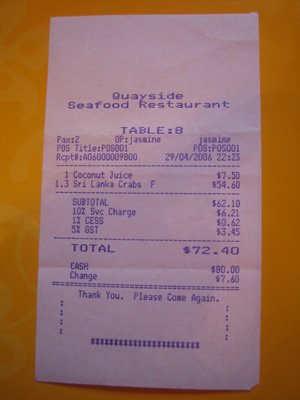 Quayside
Seafood Restaurant
TABLE:8
Pax:2 OP:jasmine jasmine
POS Title:POS001 POS:POS001
Rcpt#:A06000009800 29/04/2006 22:23
1 Coconut Juice $7.50
1.3 Sri Lanka Crabs F $54.60
SUBTOTAL $62.10
10% Svc Charge $6.21
1% CESS $0.62
5% GST $3.45
TOTAL $72.40
CASH $80.00
Change $7.60
Thank You. Please Come Again.